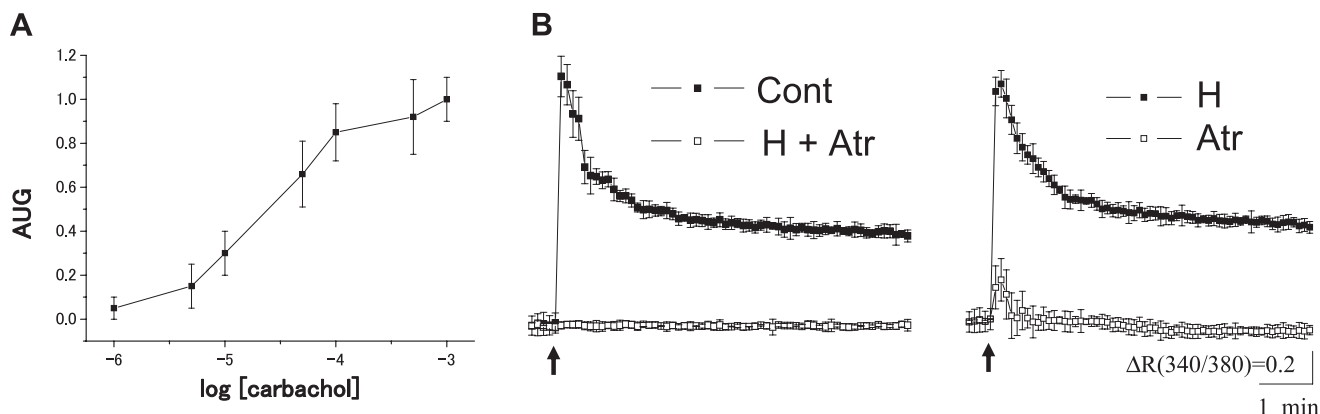 A
AUG
1.2
1.0
0.8
0.6
0.4
0.2
0.0
-6
-5
-4
-3
log [carbachol]
B
Cont
H + Atr
H
Atr
ΔR(340/380)=0.2
1 min